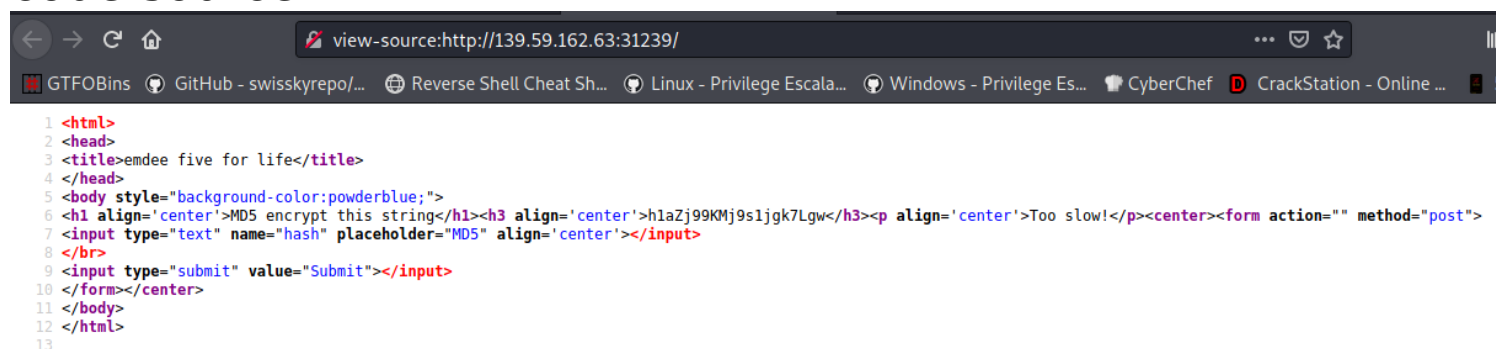 view-source:http://139.59.162.63:31239/
GTFOBins GitHub - swisskyrepo/... Reverse Shell Cheat Sh... Linux - Privilege Escala... Windows - Privilege Es... CyberChef CrackStation - Online ...
1 <html>
2 <head>
3 <title>emdee five for life</title>
4 </head>
5 <body style="background-color:powderblue;">
6 <h1 align='center'>MD5 encrypt this string</h1><h3 align='center'>h1aZj99KMj9s1jgk7Lgw</h3><p align='center'>Too slow!</p><center><form action="" method="post">
7 <input type="text" name="hash" placeholder="MD5" align='center'></input>
8 </br>
9 <input type="submit" value="Submit"></input>
10 </form></center>
11 </body>
12 </html>
13